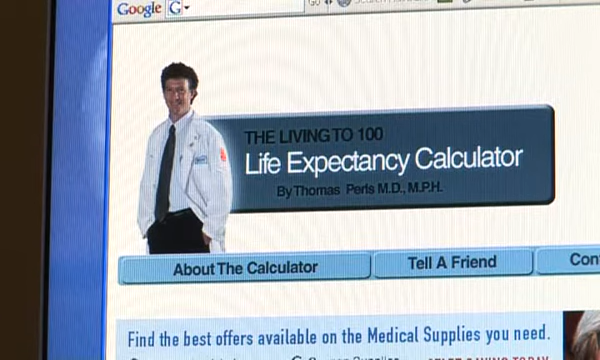 Google G
THE LIVING TO 100
Life Expectancy Calculator
By Thomas Perls M.D., M.P.H.
About The Calculator
Tell A Friend
Con
Find the best offers available on the Medical Supplies you need.